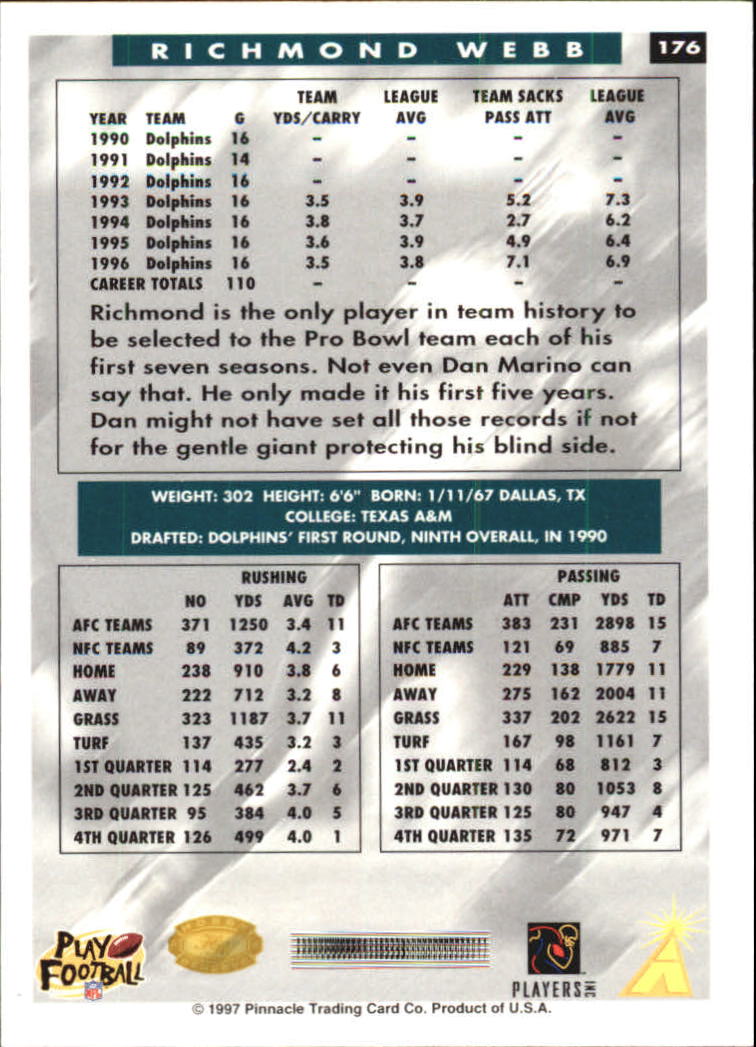 RICHMOND WEBB 176
TEAM LEAGUE TEAM SACKS LEAGUE
YEAR TEAM G YDS/CARRY AVG PASS ATT AVG
1990 Dolphins 16 – – – –
1991 Dolphins 14 – – – –
1992 Dolphins 16 – – – –
1993 Dolphins 16 3.5 3.9 5.2 7.3
1994 Dolphins 16 3.8 3.7 2.7 6.2
1995 Dolphins 16 3.6 3.9 4.9 6.4
1996 Dolphins 16 3.5 3.8 7.1 6.9
CAREER TOTALS 110 – – – –
Richmond is the only player in team history to
be selected to the Pro Bowl team each of his
first seven seasons. Not even Dan Marino can
say that. He only made it his first five years.
Dan might not have set all those records if not
for the gentle giant protecting his blind side.
WEIGHT: 302 HEIGHT: 6'6" BORN: 1/11/67 DALLAS, TX
COLLEGE: TEXAS A&M
DRAFTED: DOLPHINS' FIRST ROUND, NINTH OVERALL, IN 1990
RUSHING
NO YDS AVG TD
AFC TEAMS 371 1250 3.4 11
NFC TEAMS 89 372 4.2 3
HOME 238 910 3.8 6
AWAY 222 712 3.2 8
GRASS 323 1187 3.7 11
TURF 137 435 3.2 3
1ST QUARTER 114 277 2.4 2
2ND QUARTER 125 462 3.7 6
3RD QUARTER 95 384 4.0 5
4TH QUARTER 126 499 4.0 1
PASSING
ATT CMP YDS TD
AFC TEAMS 383 231 2898 15
NFC TEAMS 121 69 885 7
HOME 229 138 1779 11
AWAY 275 162 2004 11
GRASS 337 202 2622 15
TURF 167 98 1161 7
1ST QUARTER 114 68 812 3
2ND QUARTER 130 80 1053 8
3RD QUARTER 125 80 947 4
4TH QUARTER 135 72 971 7
PLAY
FOOTBALL
NFL
PLAYERS INC
© 1997 Pinnacle Trading Card Co. Product of U.S.A.